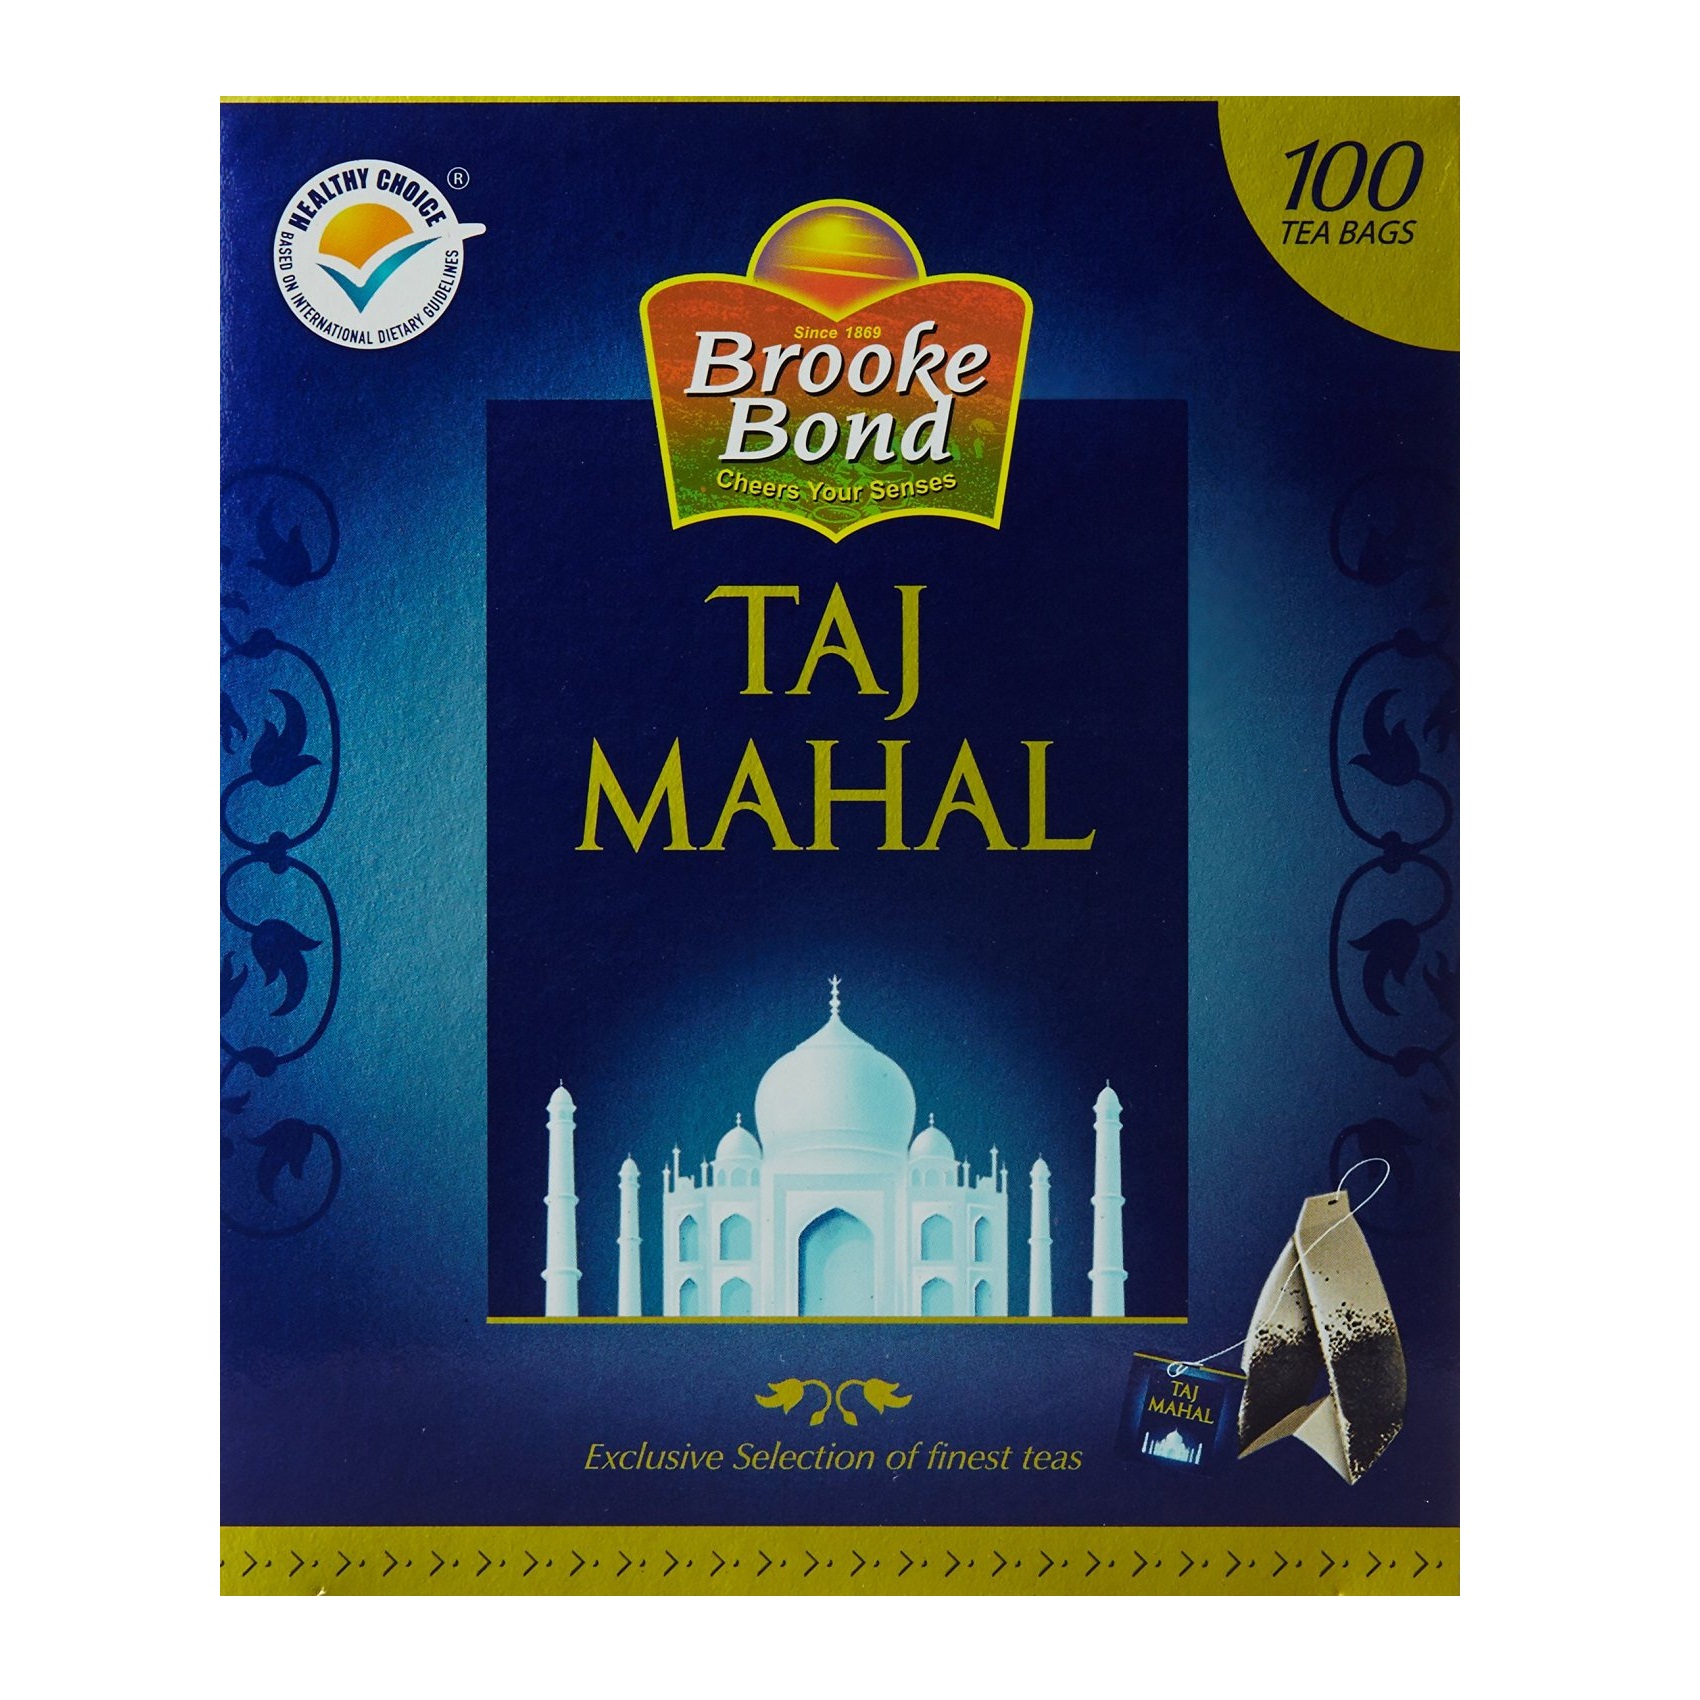 HEALTHY CHOICE ®
BASED ON INTERNATIONAL DIETARY GUIDELINES
100
TEA BAGS
Since 1869
Brooke
Bond
Cheers Your Senses
TAJ
MAHAL
TAJ
MAHAL
Exclusive Selection of finest teas